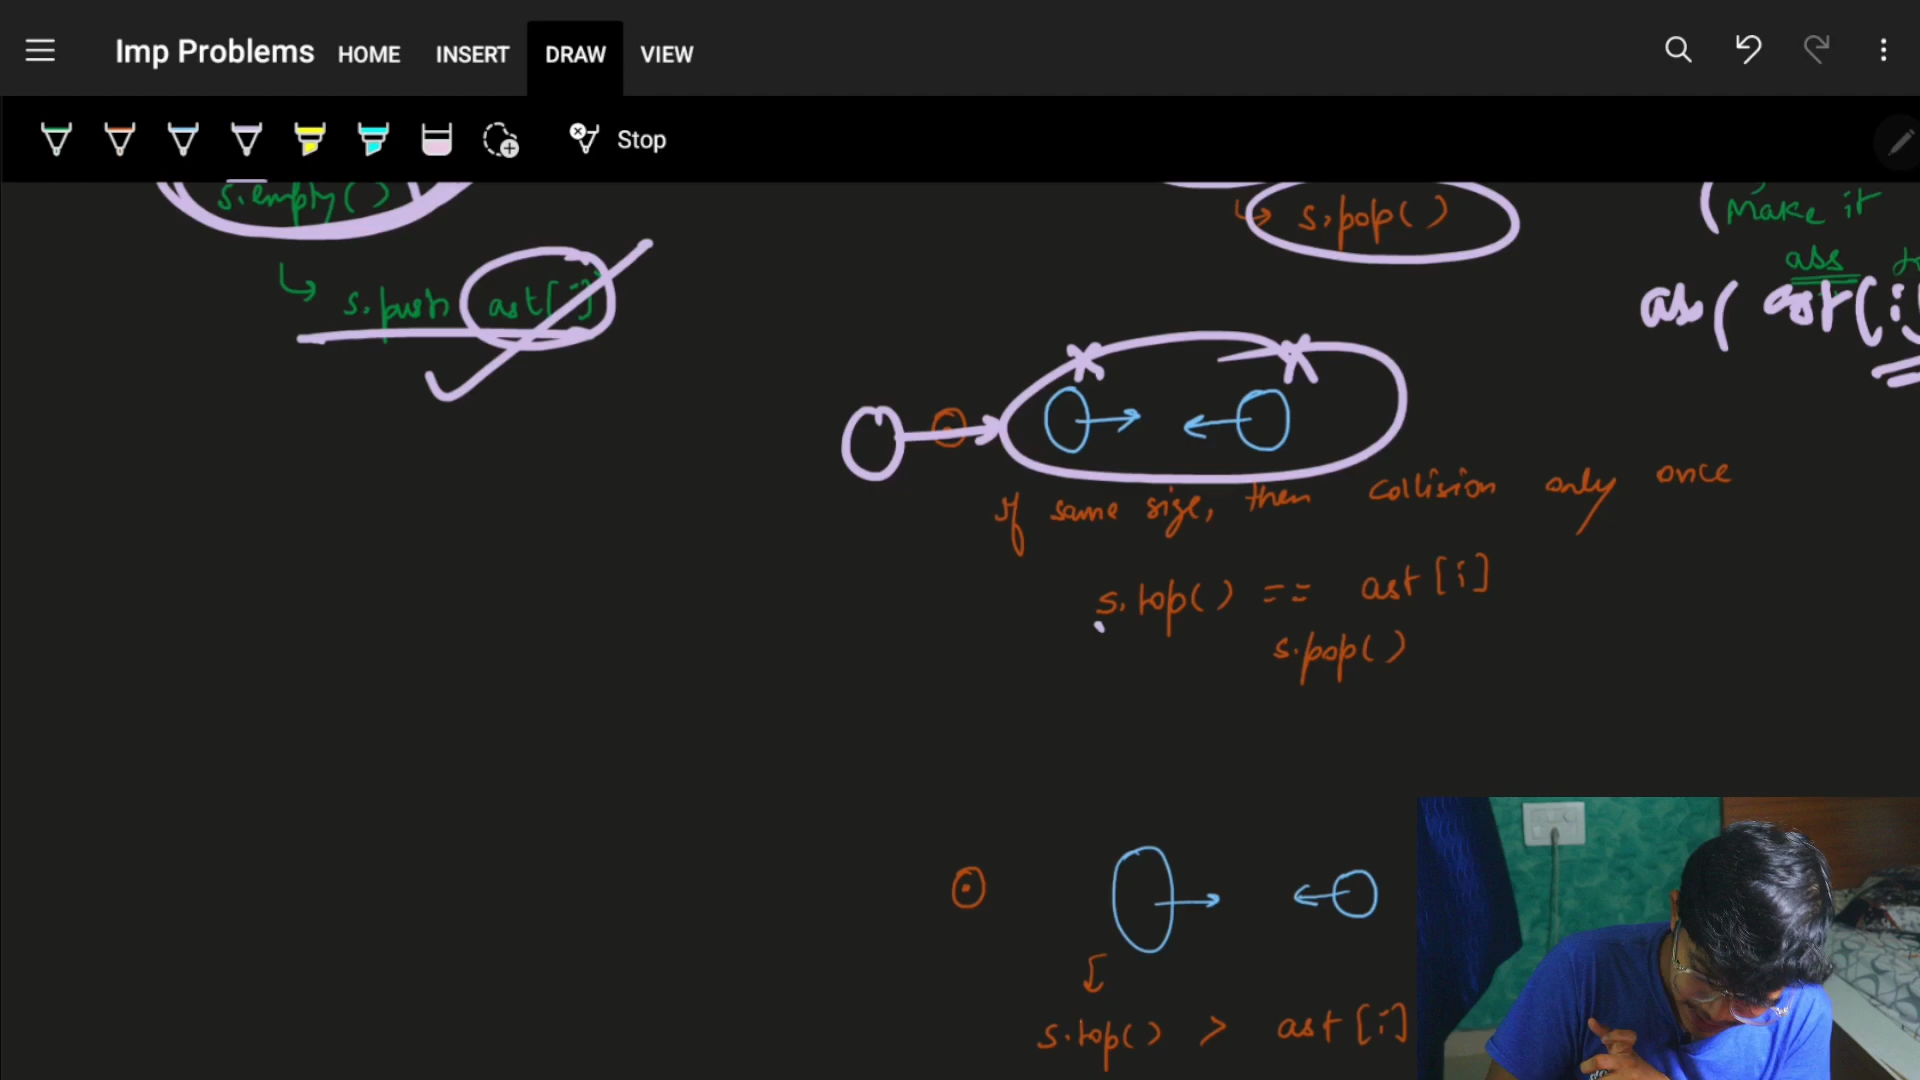 Imp Problems HOME INSERT DRAW VIEW
Stop
s.empty()
↳ s.push ast[i]
↳ s.pop()
Make it
abs
abs( ast(i)
If same size, then collision only once
s.top() == ast[i]
s.pop()
s.top() > ast[i]